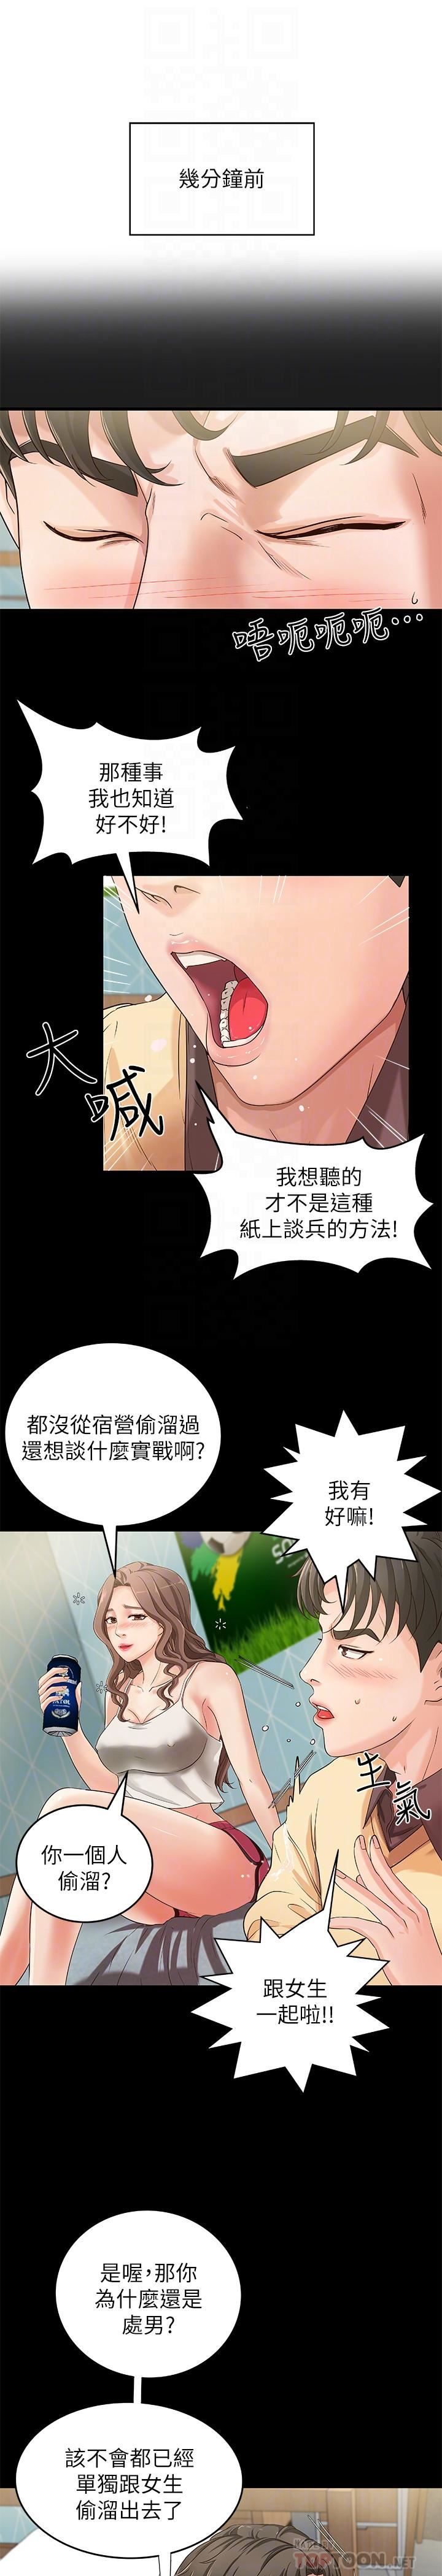 幾分鐘前
唔呃呃呃…
那種事
我也知道
好不好!
大喊
我想聽的
才不是這種
紙上談兵的方法!
都沒從宿營偷溜過
還想談什麼實戰啊?
我有
好嘛!
生氣
你一個人
偷溜?
跟女生
一起啦!!
是喔,那你
為什麼還是
處男?
該不會都已經
單獨跟女生
偷溜出去了
TOPTOON.NET